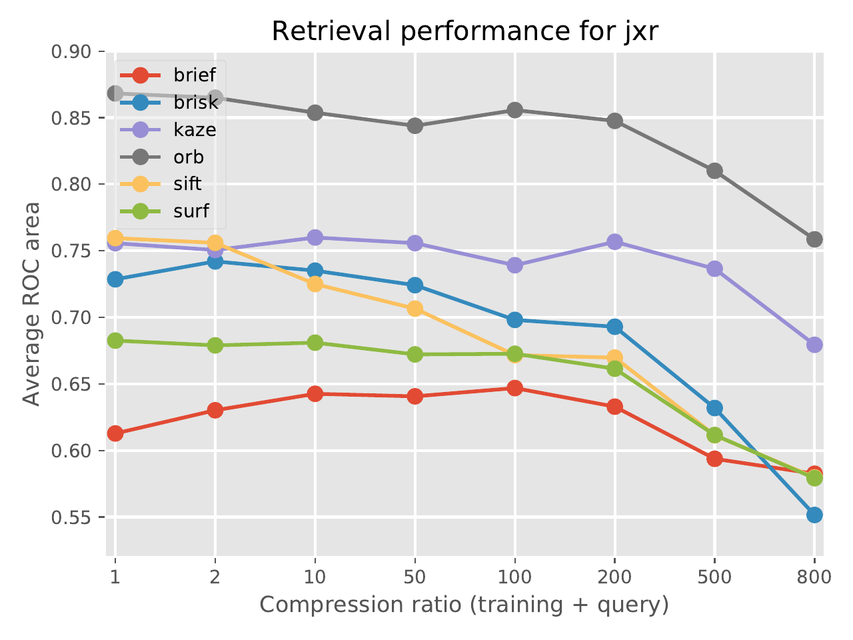 Retrieval performance for jxr
0.90
0.85
0.80
0.75
0.70
0.65
0.60
0.55
Average ROC area
brief
brisk
kaze
orb
sift
surf
1 2 10 50 100 200 500 800
Compression ratio (training + query)